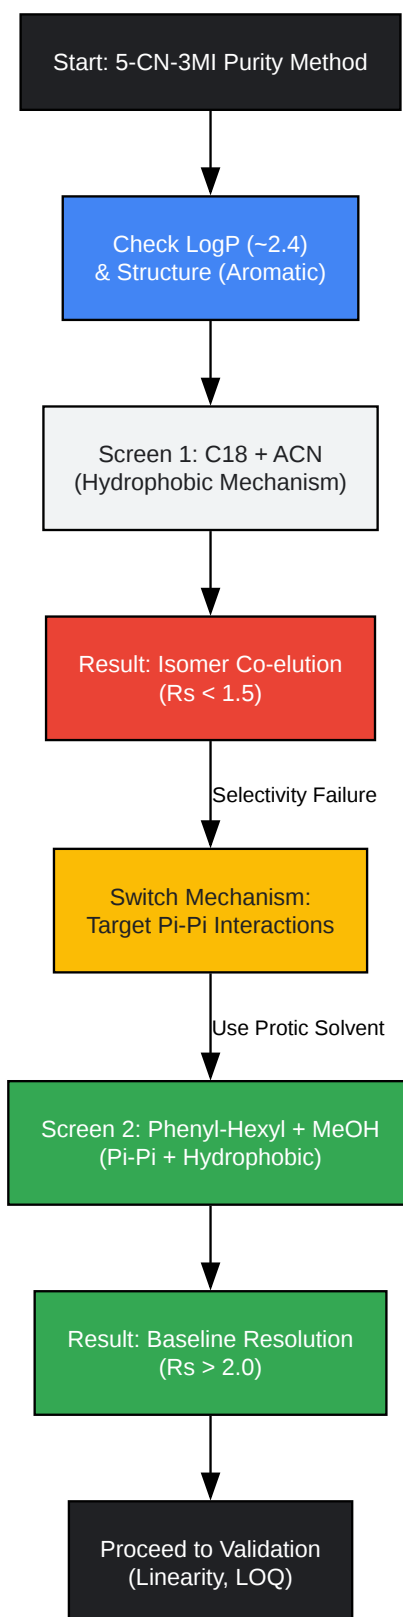 Start: 5-CN-3MI Purity Method
Check LogP (~2.4)
& Structure (Aromatic)
Screen 1: C18 + ACN
(Hydrophobic Mechanism)
Result: Isomer Co-elution
(Rs < 1.5)
Selectivity Failure
Switch Mechanism:
Target Pi-Pi Interactions
Use Protic Solvent
Screen 2: Phenyl-Hexyl + MeOH
(Pi-Pi + Hydrophobic)
Result: Baseline Resolution
(Rs > 2.0)
Proceed to Validation
(Linearity, LOQ)